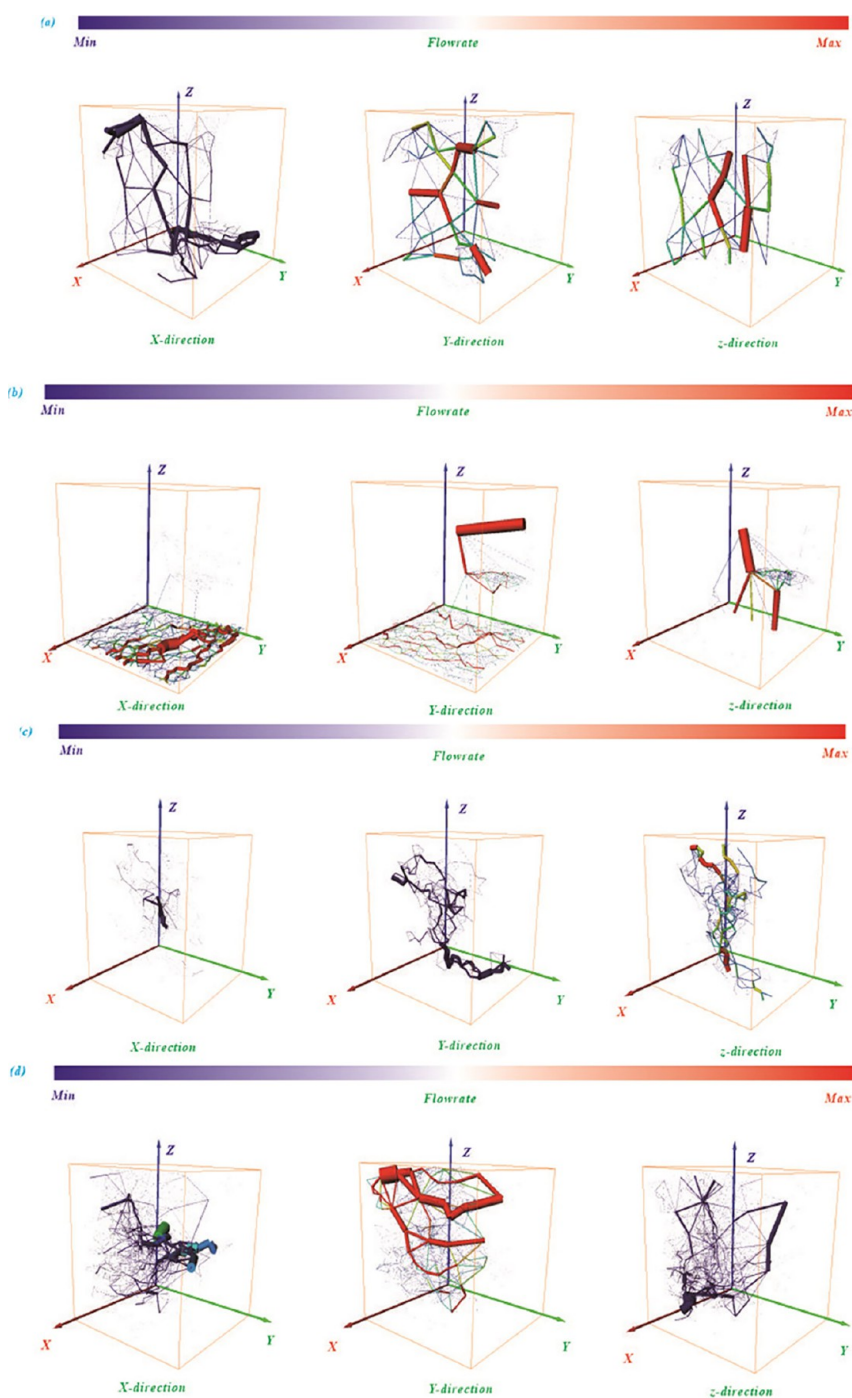 (a)
Min Flowrate Max
Z Z Z
X Y X Y X Y
X-direction Y-direction z-direction
(b)
Min Flowrate Max
Z Z Z
X Y X Y X Y
X-direction Y-direction z-direction
(c)
Min Flowrate Max
Z Z Z
X Y X Y X Y
X-direction Y-direction z-direction
(d)
Min Flowrate Max
Z Z Z
X Y X Y X Y
X-direction Y-direction z-direction